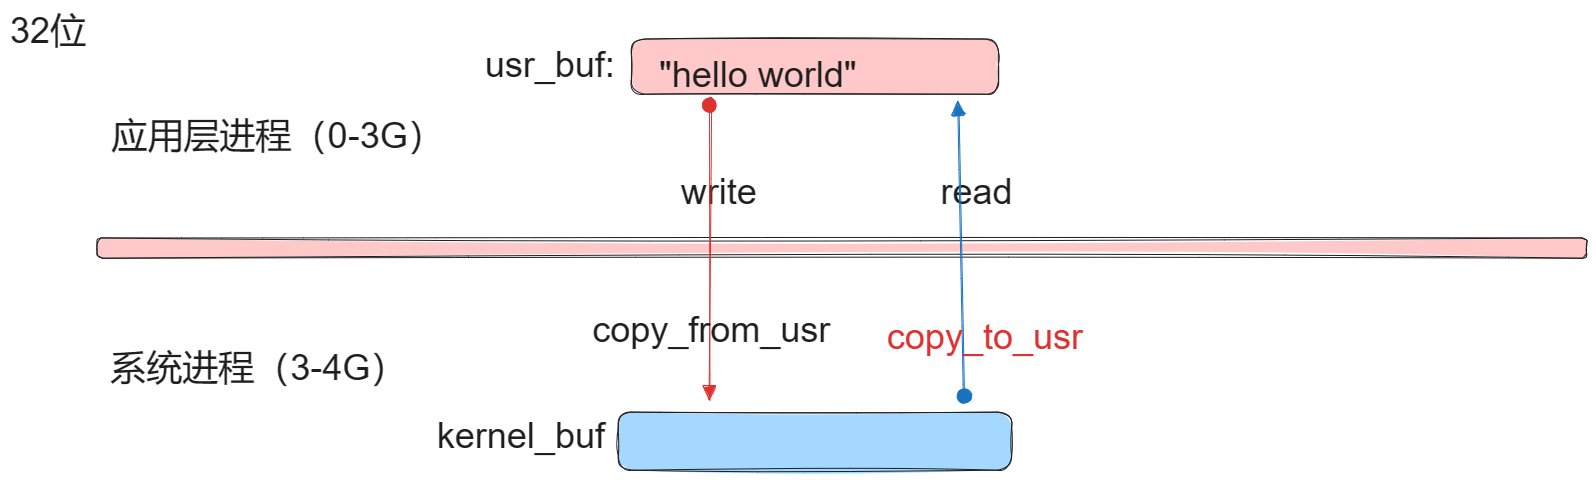 32位
usr_buf:
"hello world"
应用层进程（0-3G）
write
read
copy_from_usr
copy_to_usr
系统进程（3-4G）
kernel_buf